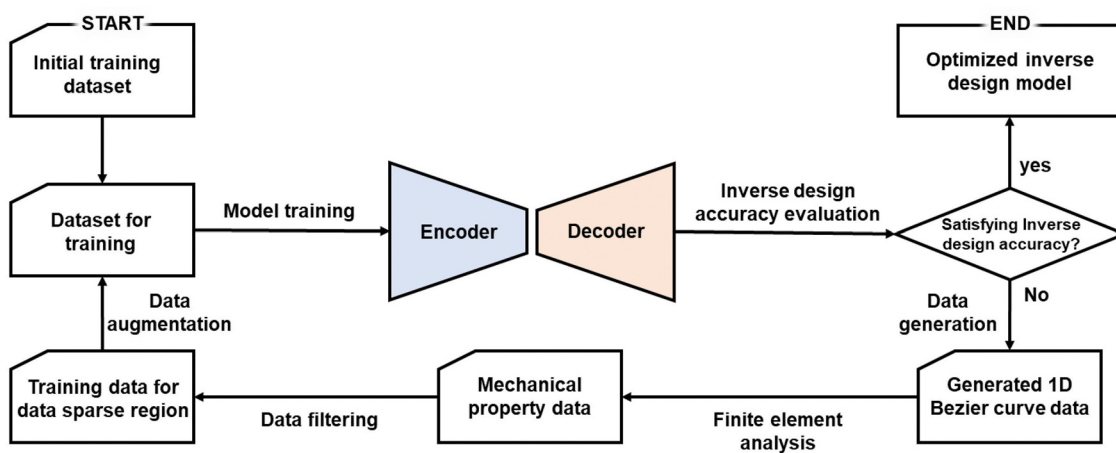 START
Initial training
dataset
END
Optimized inverse
design model
yes
Dataset for
training
Model training
Encoder
Decoder
Inverse design
accuracy evaluation
Satisfying Inverse
design accuracy?
No
Data
augmentation
Data
generation
Training data for
data sparse region
Data filtering
Mechanical
property data
Finite element
analysis
Generated 1D
Bezier curve data